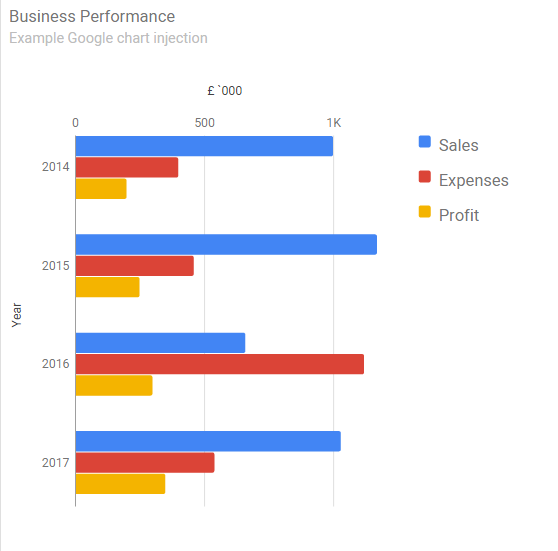 Business Performance
Example Google chart injection
£ `000
0 500 1K
Sales
Expenses
Profit
2014
2015
2016
2017
Year